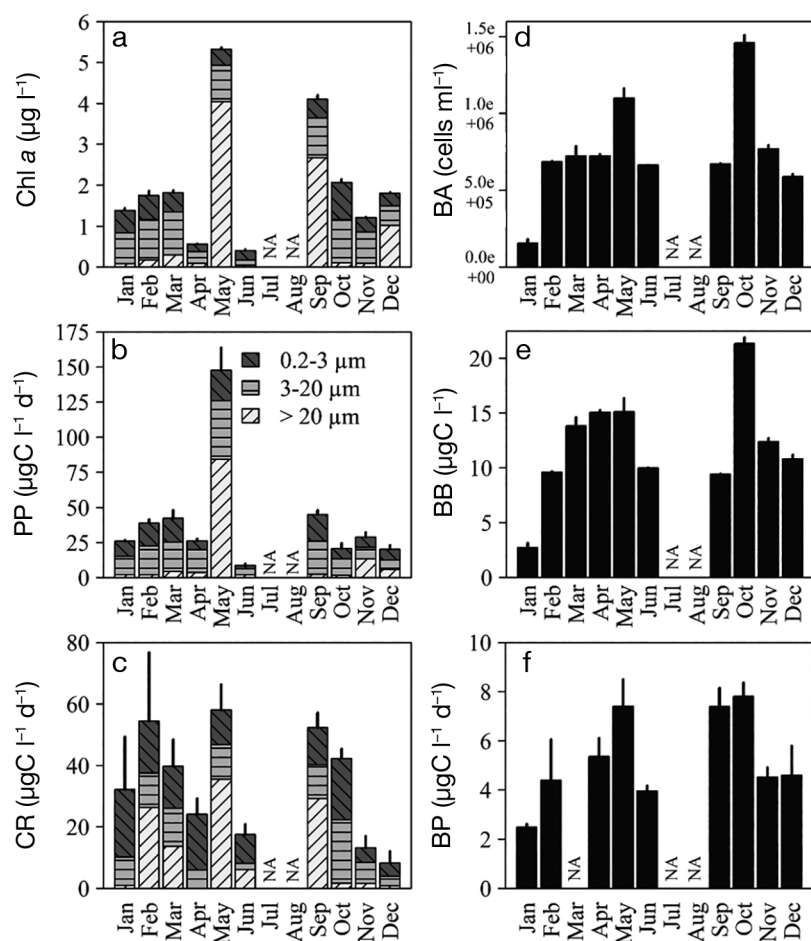 a
Chl a (µg l–1)
6
5
4
3
2
1
0
NA NA
Jan Feb Mar Apr May Jun Jul Aug Sep Oct Nov Dec
d
BA (cells ml–1)
1.5e
+06
1.0e
+06
5.0e
+05
0.0e
+00
NA NA
Jan Feb Mar Apr May Jun Jul Aug Sep Oct Nov Dec
b
PP (µgC l–1 d–1)
175
150
125
100
75
50
25
0
0.2-3 µm
3-20 µm
> 20 µm
NA NA
Jan Feb Mar Apr May Jun Jul Aug Sep Oct Nov Dec
e
BB (µgC l–1)
20
15
10
5
0
NA NA
Jan Feb Mar Apr May Jun Jul Aug Sep Oct Nov Dec
c
CR (µgC l–1 d–1)
80
60
40
20
0
NA NA
Jan Feb Mar Apr May Jun Jul Aug Sep Oct Nov Dec
f
BP (µgC l–1 d–1)
10
8
6
4
2
0
NA NA NA
Jan Feb Mar Apr May Jun Jul Aug Sep Oct Nov Dec